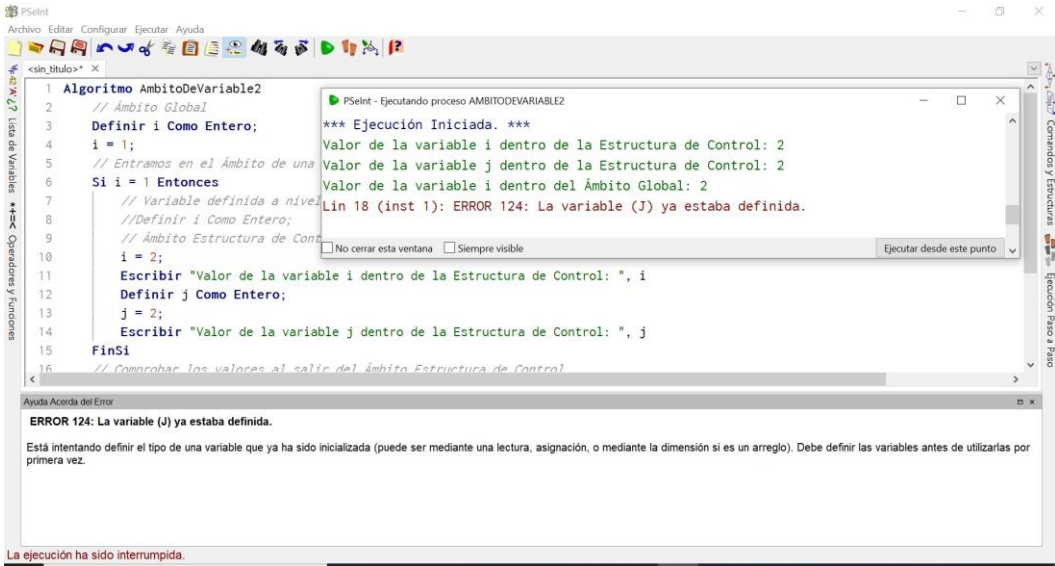 PSeInt
Archivo Editar Configurar Ejecutar Ayuda
<sin_titulo>*
1 Algoritmo AmbitoDeVariable2
2 // Ámbito Global
3 Definir i Como Entero;
4 i = 1;
5 // Entramos en el Ámbito de una
6 Si i = 1 Entonces
7 // Variable definida a nivel
8 //Definir i Como Entero;
9 // Ámbito Estructura de Cont
10 i = 2;
11 Escribir "Valor de la variable i dentro de la Estructura de Control: ", i
12 Definir j Como Entero;
13 j = 2;
14 Escribir "Valor de la variable j dentro de la Estructura de Control: ", j
15 FinSi
16 // Comprobar los valores al salir del Ámbito Estructura de Control
PSeInt - Ejecutando proceso AMBITODEVARIABLE2
*** Ejecución Iniciada. ***
Valor de la variable i dentro de la Estructura de Control: 2
Valor de la variable j dentro de la Estructura de Control: 2
Valor de la variable i dentro del Ámbito Global: 2
Lin 18 (inst 1): ERROR 124: La variable (J) ya estaba definida.
No cerrar esta ventana Siempre visible Ejecutar desde este punto
Lista de Variables
Operadores y Funciones
Comandos y Estructuras
Ejecución Paso a Paso
Ayuda Acerda del Error
ERROR 124: La variable (J) ya estaba definida.
Está intentando definir el tipo de una variable que ya ha sido inicializada (puede ser mediante una lectura, asignación, o mediante la dimensión si es un arreglo). Debe definir las variables antes de utilizarlas por
primera vez.
La ejecución ha sido interrumpida.